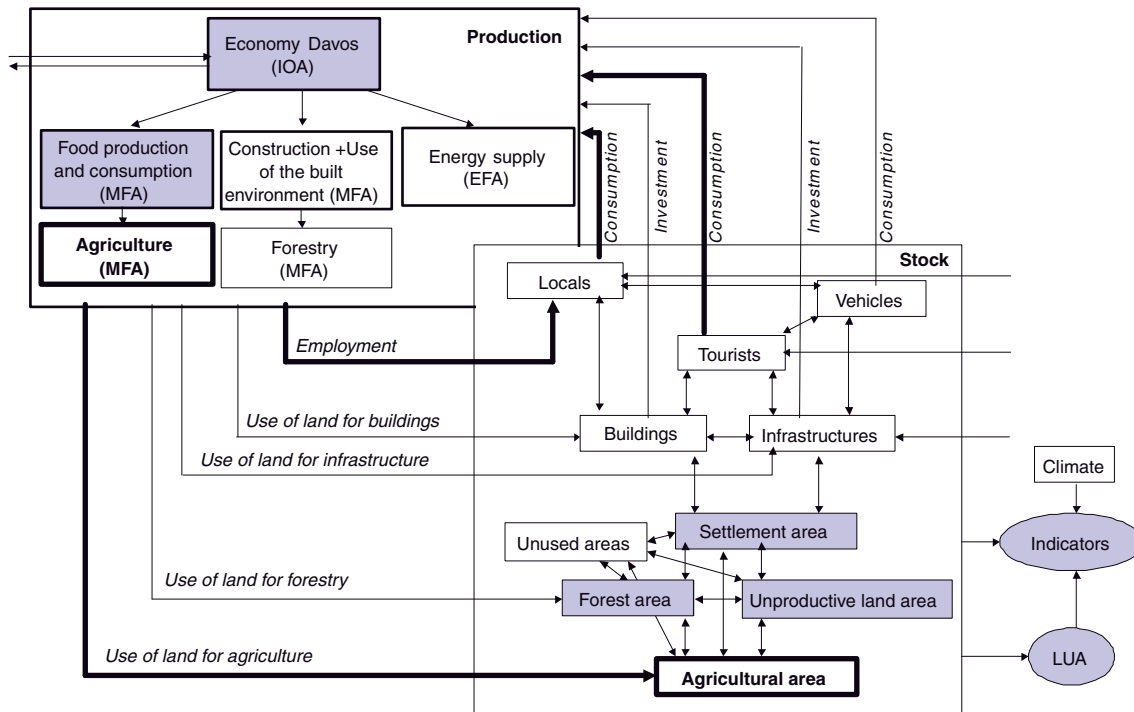 Production
Economy Davos
(IOA)
Food production
and consumption
(MFA)
Construction +Use
of the built
environment (MFA)
Energy supply
(EFA)
Agriculture
(MFA)
Forestry
(MFA)
Consumption
Investment
Consumption
Investment
Consumption
Stock
Locals
Vehicles
Employment
Tourists
Use of land for buildings
Buildings
Infrastructures
Use of land for infrastructure
Climate
Settlement area
Unused areas
Indicators
Use of land for forestry
Forest area
Unproductive land area
Use of land for agriculture
LUA
Agricultural area